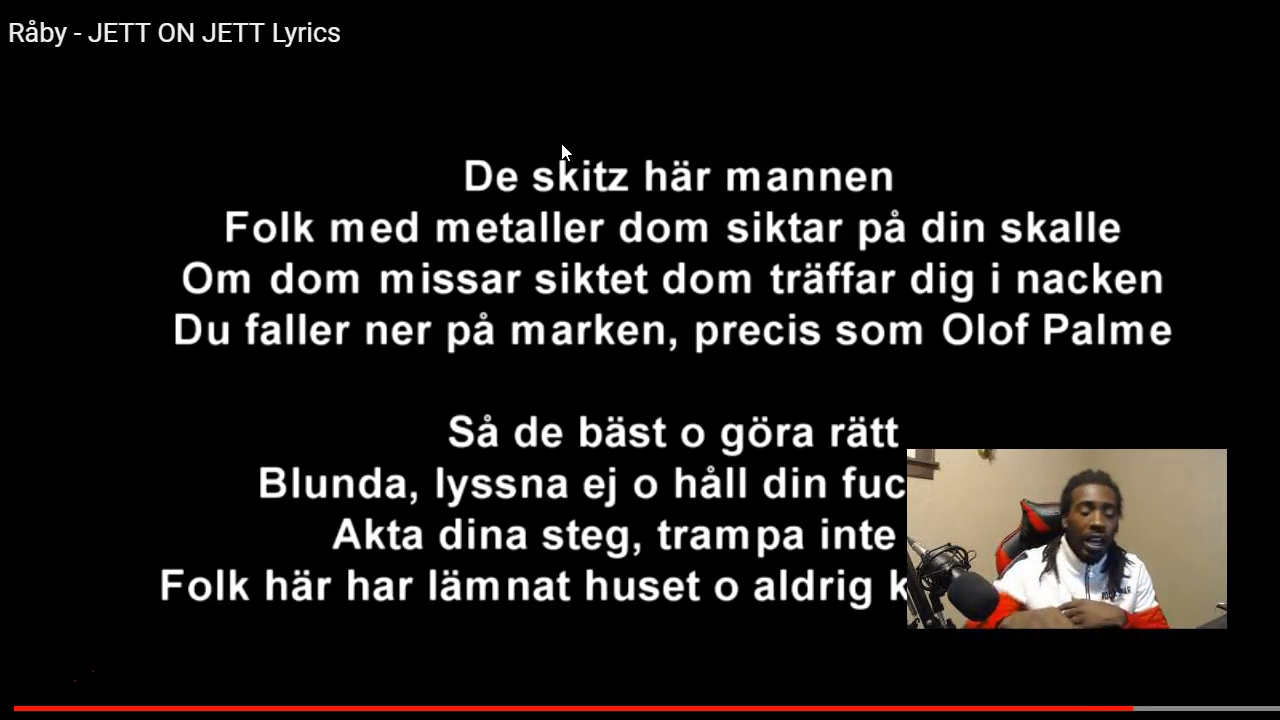 Råby - JETT ON JETT Lyrics
De skitz här mannen
Folk med metaller dom siktar på din skalle
Om dom missar siktet dom träffar dig i nacken
Du faller ner på marken, precis som Olof Palme
Så de bäst o göra rätt
Blunda, lyssna ej o håll din
Akta dina steg, trampa inte
Folk här har lämnat huset o aldrig